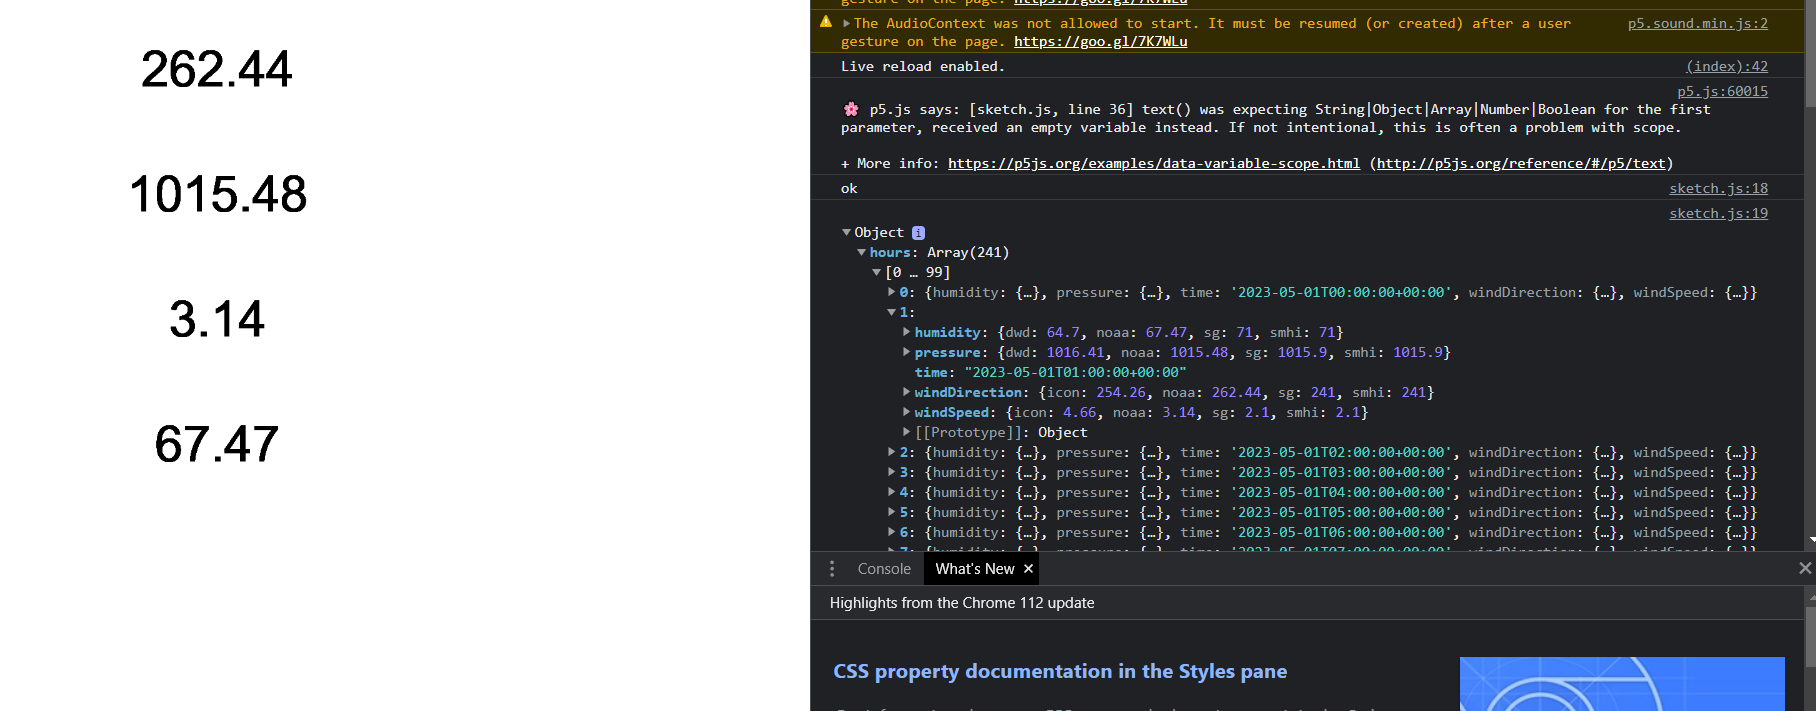 262.44
1015.48
3.14
67.47
gesture on the page. https://goo.gl/7K7WLu
The AudioContext was not allowed to start. It must be resumed (or created) after a user p5.sound.min.js:2
gesture on the page. https://goo.gl/7K7WLu
Live reload enabled. (index):42
p5.js:60015
🌸 p5.js says: [sketch.js, line 36] text() was expecting String|Object|Array|Number|Boolean for the first
parameter, received an empty variable instead. If not intentional, this is often a problem with scope.
+ More info: https://p5js.org/examples/data-variable-scope.html (http://p5js.org/reference/#/p5/text)
ok sketch.js:18
sketch.js:19
Object i
hours: Array(241)
[0 … 99]
0: {humidity: {…}, pressure: {…}, time: '2023-05-01T00:00:00+00:00', windDirection: {…}, windSpeed: {…}}
1:
humidity: {dwd: 64.7, noaa: 67.47, sg: 71, smhi: 71}
pressure: {dwd: 1016.41, noaa: 1015.48, sg: 1015.9, smhi: 1015.9}
time: "2023-05-01T01:00:00+00:00"
windDirection: {icon: 254.26, noaa: 262.44, sg: 241, smhi: 241}
windSpeed: {icon: 4.66, noaa: 3.14, sg: 2.1, smhi: 2.1}
[[Prototype]]: Object
2: {humidity: {…}, pressure: {…}, time: '2023-05-01T02:00:00+00:00', windDirection: {…}, windSpeed: {…}}
3: {humidity: {…}, pressure: {…}, time: '2023-05-01T03:00:00+00:00', windDirection: {…}, windSpeed: {…}}
4: {humidity: {…}, pressure: {…}, time: '2023-05-01T04:00:00+00:00', windDirection: {…}, windSpeed: {…}}
5: {humidity: {…}, pressure: {…}, time: '2023-05-01T05:00:00+00:00', windDirection: {…}, windSpeed: {…}}
6: {humidity: {…}, pressure: {…}, time: '2023-05-01T06:00:00+00:00', windDirection: {…}, windSpeed: {…}}
Console What's New
Highlights from the Chrome 112 update
CSS property documentation in the Styles pane